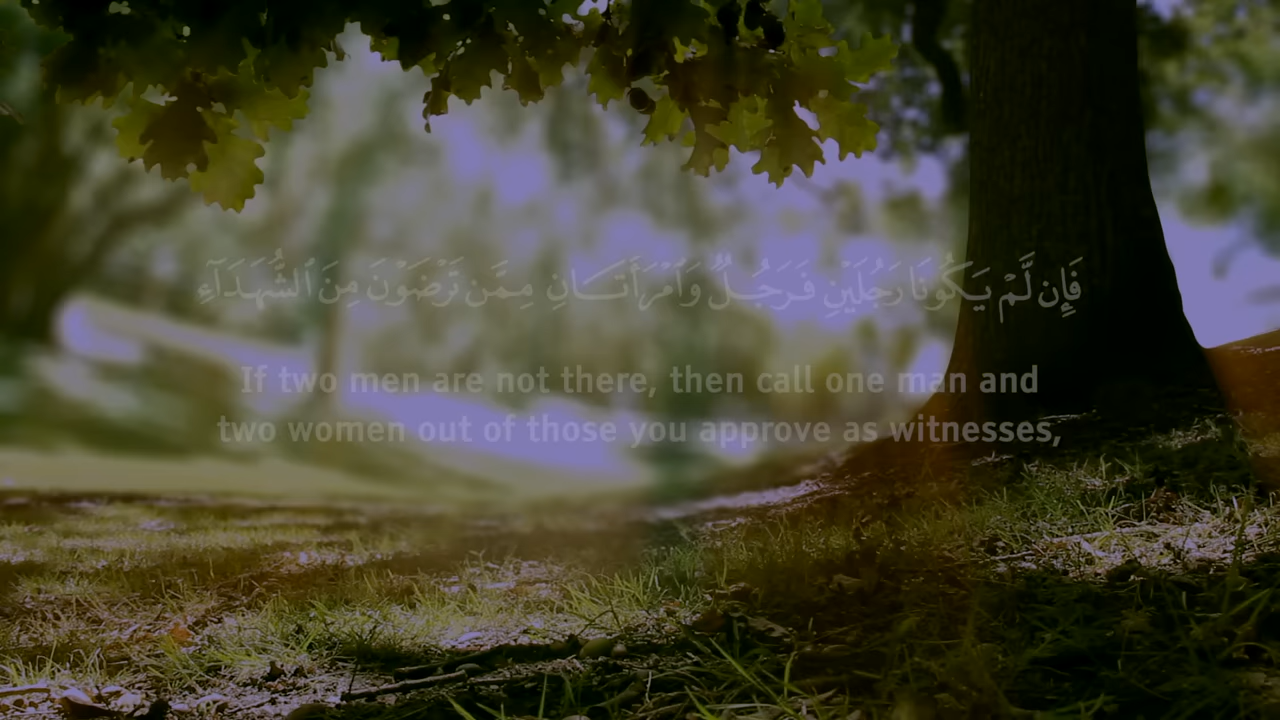 فَإِن لَّمْ يَكُونَا رَجُلَيْنِ فَرَجُلٌ وَامْرَأَتَانِ مِمَّن تَرْضَوْنَ مِنَ الشُّهَدَآءِ
If two men are not there, then call one man and
two women out of those you approve as witnesses,